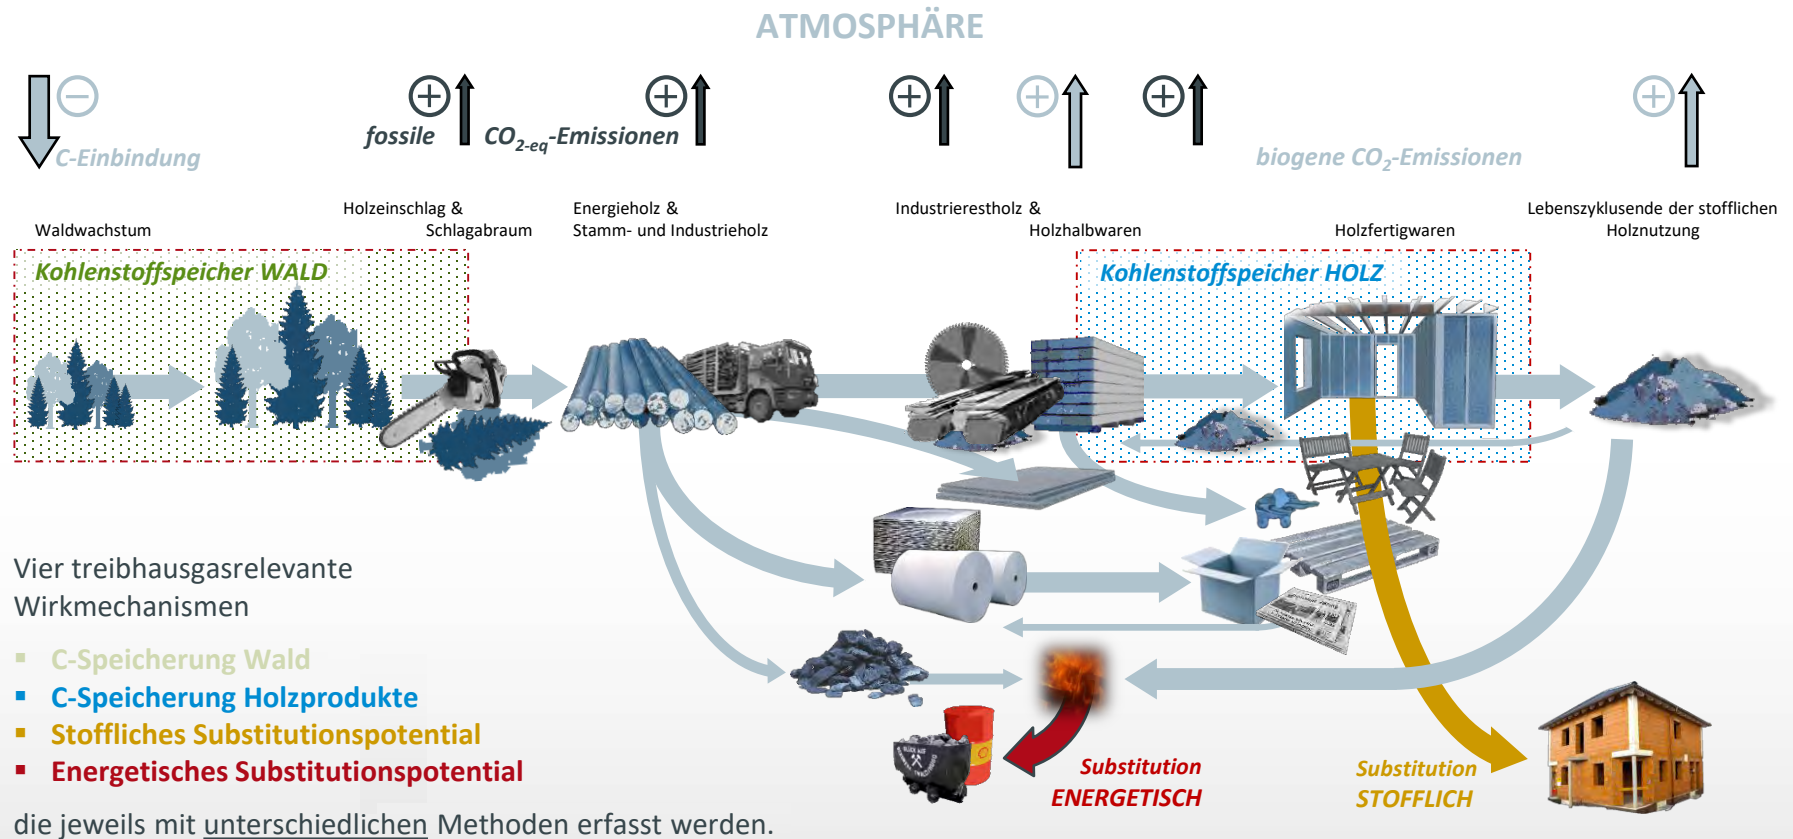 ATMOSPHÄRE
C-Einbindung
fossile
CO2-eq-Emissionen
biogene CO2-Emissionen
Waldwachstum
Holzeinschlag &
Schlagabraum
Energieholz &
Stamm- und Industrieholz
Industrierestholz &
Holzhalbwaren
Holzfertigwaren
Lebenszyklusende der stofflichen
Holznutzung
Kohlenstoffspeicher WALD
Kohlenstoffspeicher HOLZ
Vier treibhausgasrelevante
Wirkmechanismen
▪ C-Speicherung Wald
▪ C-Speicherung Holzprodukte
▪ Stoffliches Substitutionspotential
▪ Energetisches Substitutionspotential
die jeweils mit unterschiedlichen Methoden erfasst werden.
GLÜCK AUF
Substitution
ENERGETISCH
Substitution
STOFFLICH